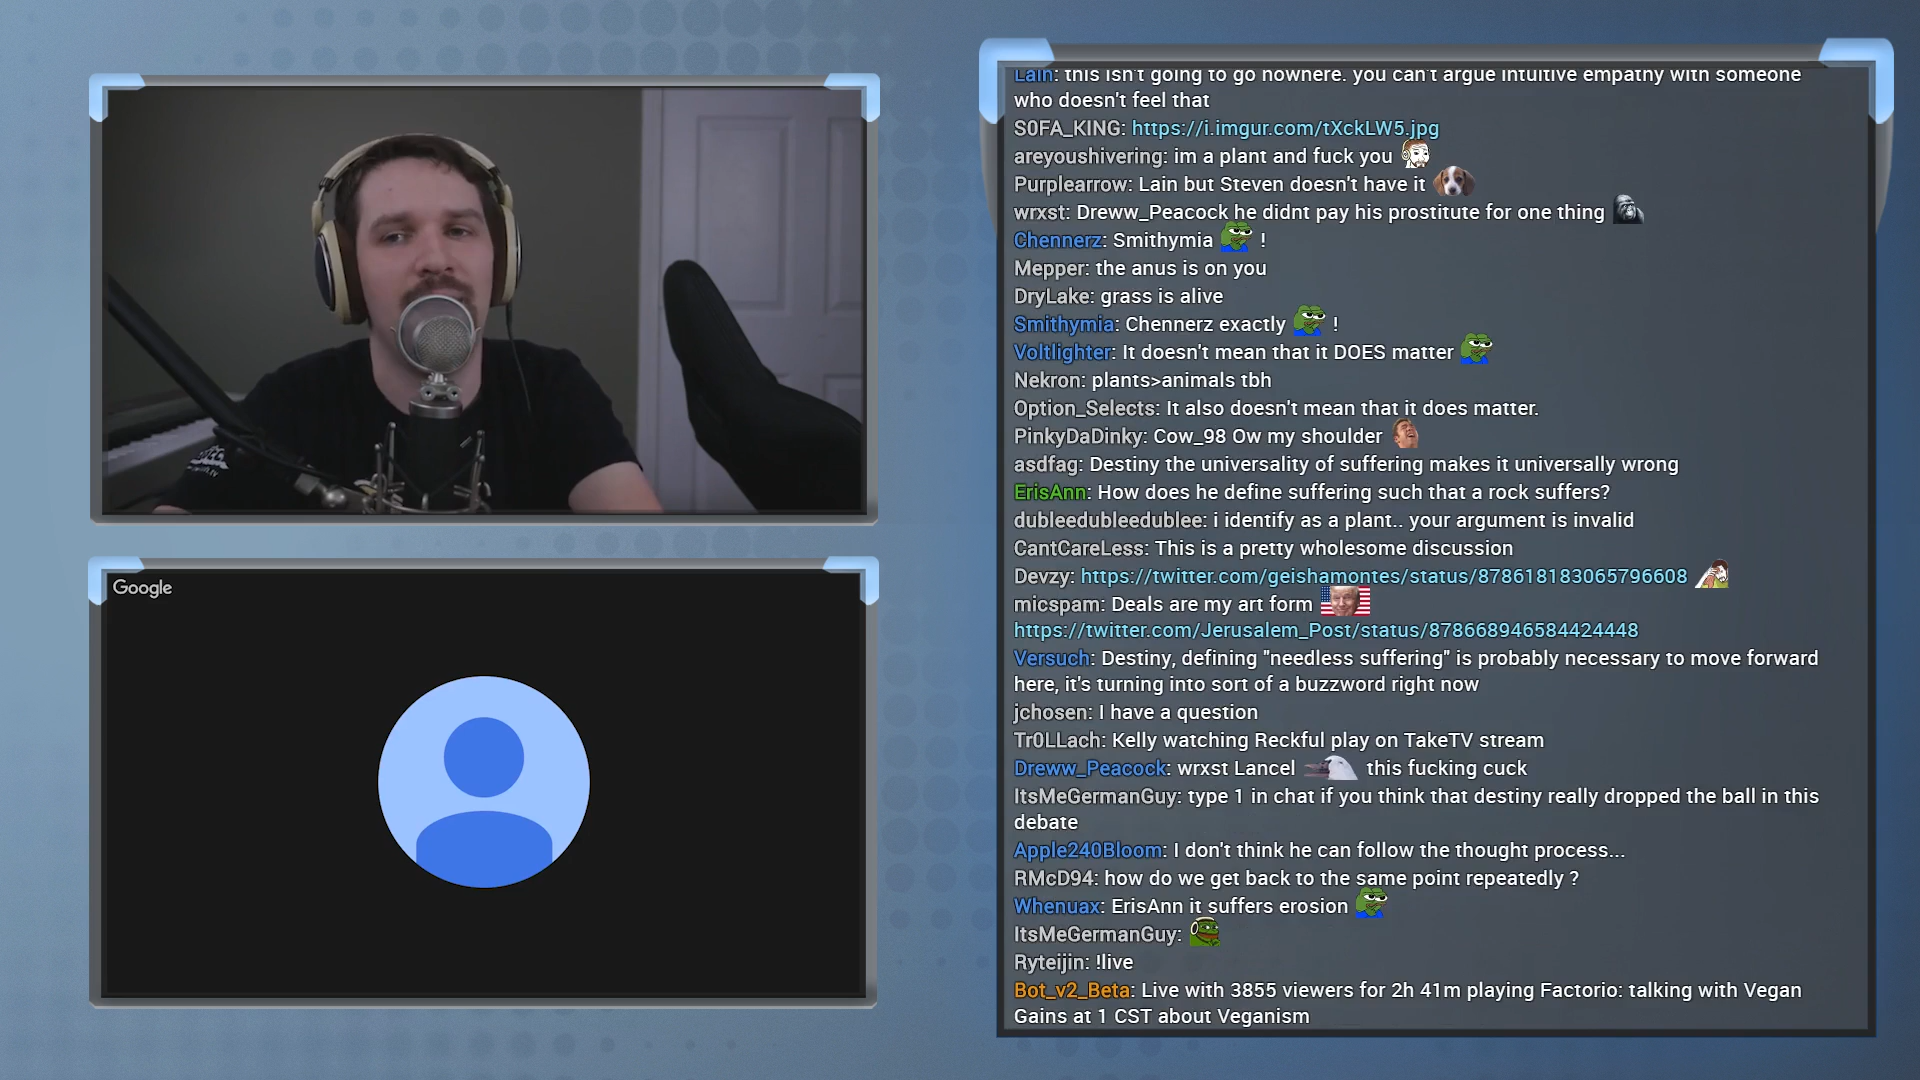 Google
Lain: this isn't going to go nowhere. you can't argue intuitive empathy with someone
who doesn't feel that
S0FA_KING: https://i.imgur.com/tXckLW5.jpg
areyoushivering: im a plant and fuck you
Purplearrow: Lain but Steven doesn't have it
wrxst: Dreww_Peacock he didnt pay his prostitute for one thing
Chennerz: Smithymia !
Mepper: the anus is on you
DryLake: grass is alive
Smithymia: Chennerz exactly !
Voltlighter: It doesn't mean that it DOES matter
Nekron: plants>animals tbh
Option_Selects: It also doesn't mean that it does matter.
PinkyDaDinky: Cow_98 Ow my shoulder
asdfag: Destiny the universality of suffering makes it universally wrong
ErisAnn: How does he define suffering such that a rock suffers?
dubleedubleedublee: i identify as a plant.. your argument is invalid
CantCareLess: This is a pretty wholesome discussion
Devzy: https://twitter.com/geishamontes/status/878618183065796608
micspam: Deals are my art form
https://twitter.com/Jerusalem_Post/status/878668946584424448
Versuch: Destiny, defining "needless suffering" is probably necessary to move forward
here, it's turning into sort of a buzzword right now
jchosen: I have a question
Tr0LLach: Kelly watching Reckful play on TakeTV stream
Dreww_Peacock: wrxst Lancel this fucking cuck
ItsMeGermanGuy: type 1 in chat if you think that destiny really dropped the ball in this
debate
Apple240Bloom: I don't think he can follow the thought process...
RMcD94: how do we get back to the same point repeatedly ?
Whenuax: ErisAnn it suffers erosion
ItsMeGermanGuy:
Ryteijin: !live
Bot_v2_Beta: Live with 3855 viewers for 2h 41m playing Factorio: talking with Vegan
Gains at 1 CST about Veganism